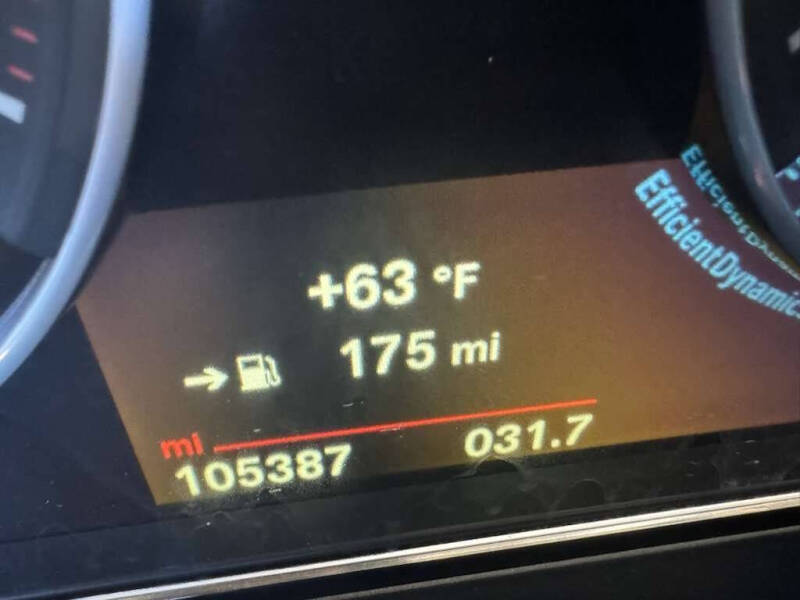 +63 °F
175 mi
mi
105387 031.7
EfficientDynamics